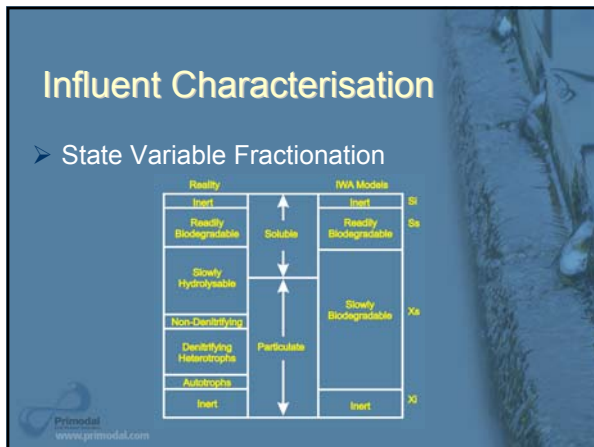 Influent Characterisation
State Variable Fractionation
Reality
IWA Models
Inert
Inert
Si
Readily
Biodegradable
Soluble
Readily
Biodegradable
Ss
Slowly
Hydrolysable
Slowly
Biodegradable
Xs
Non-Denitrifying
Denitrifying
Heterotrophs
Particulate
Autotrophs
Inert
Inert
Xi
Primodal
www.primodal.com